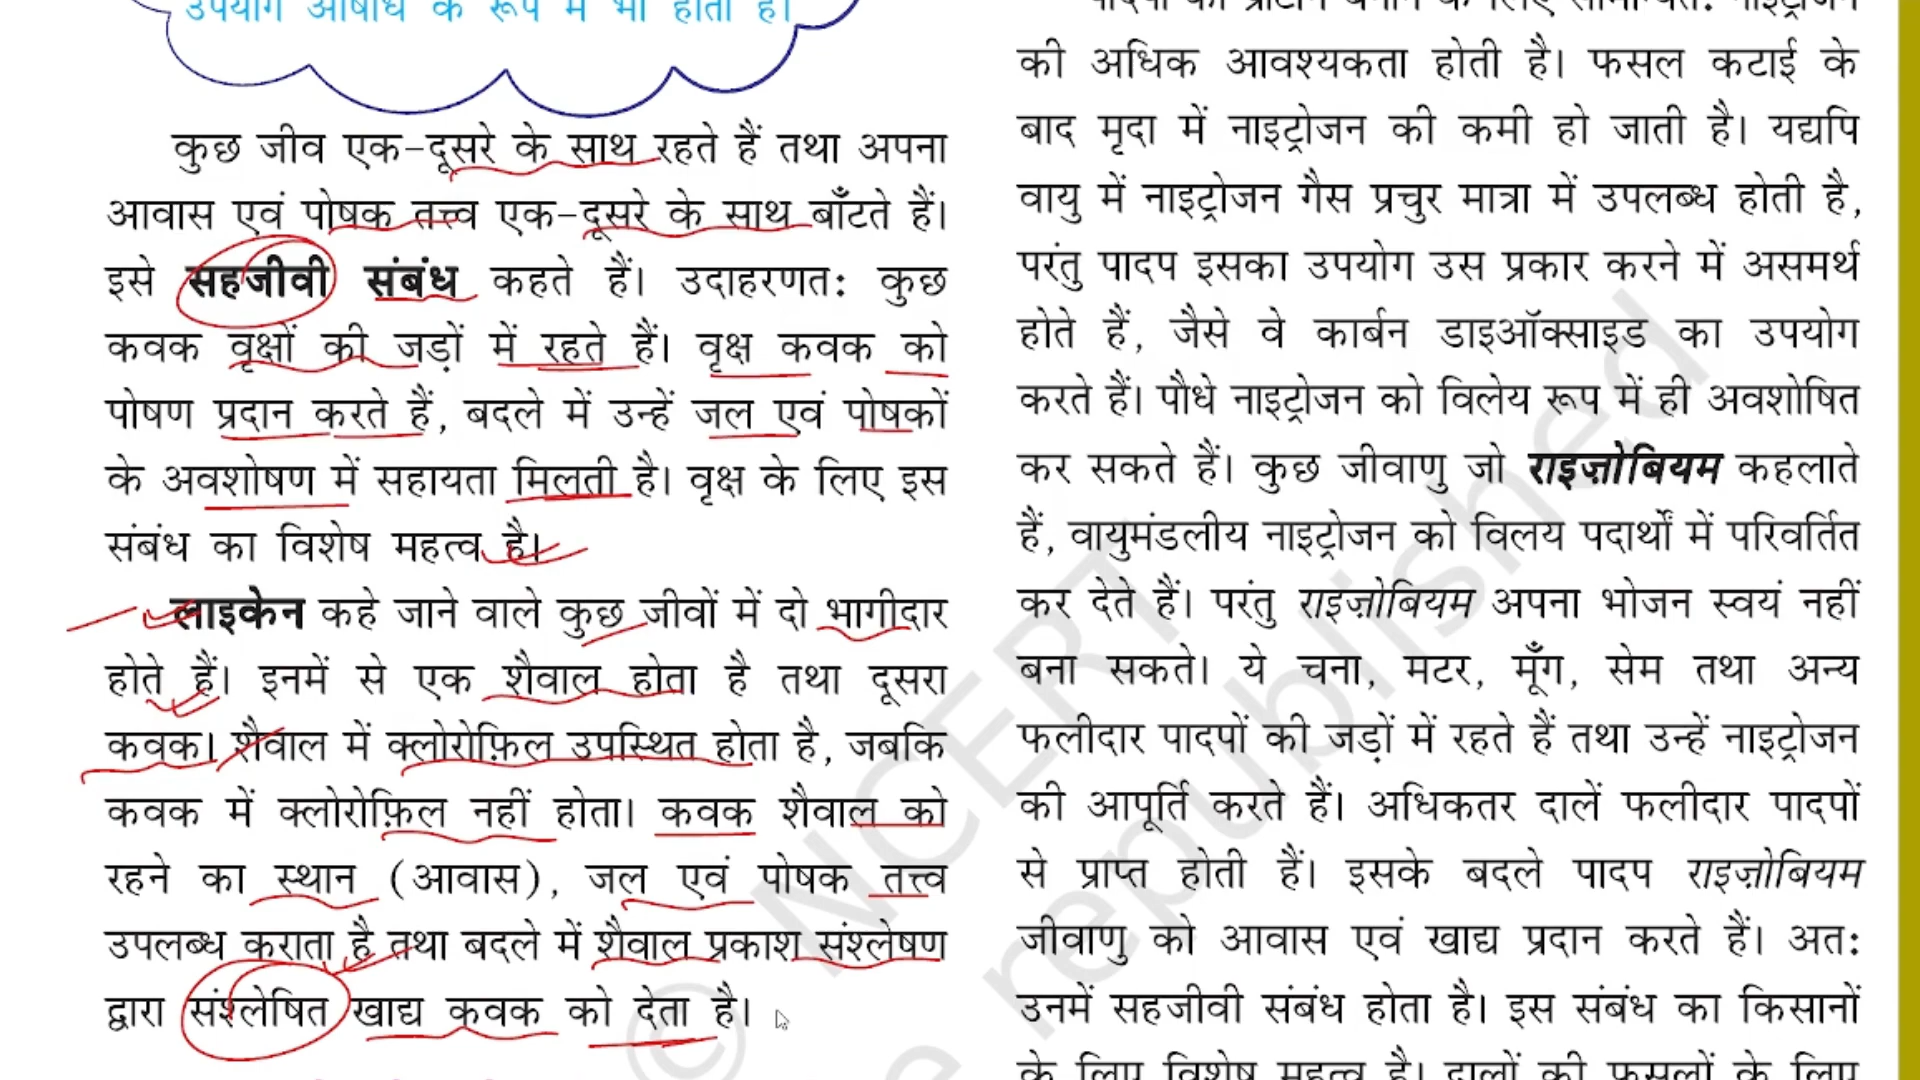 उपयोग औषधि के रूप में भी होता है।
कुछ जीव एक-दूसरे के साथ रहते हैं तथा अपना
आवास एवं पोषक तत्त्व एक-दूसरे के साथ बाँटते हैं।
इसे सहजीवी संबंध कहते हैं। उदाहरणतः कुछ
कवक वृक्षों की जड़ों में रहते हैं। वृक्ष कवक को
पोषण प्रदान करते हैं, बदले में उन्हें जल एवं पोषकों
के अवशोषण में सहायता मिलती है। वृक्ष के लिए इस
संबंध का विशेष महत्व है।
लाइकेन कहे जाने वाले कुछ जीवों में दो भागीदार
होते हैं। इनमें से एक शैवाल होता है तथा दूसरा
कवक। शैवाल में क्लोरोफ़िल उपस्थित होता है, जबकि
कवक में क्लोरोफ़िल नहीं होता। कवक शैवाल को
रहने का स्थान (आवास), जल एवं पोषक तत्त्व
उपलब्ध कराता है तथा बदले में शैवाल प्रकाश संश्लेषण
द्वारा संश्लेषित खाद्य कवक को देता है।
पादपों को प्रोटीन बनाने के लिए सामान्यतः नाइट्रोजन
की अधिक आवश्यकता होती है। फसल कटाई के
बाद मृदा में नाइट्रोजन की कमी हो जाती है। यद्यपि
वायु में नाइट्रोजन गैस प्रचुर मात्रा में उपलब्ध होती है,
परंतु पादप इसका उपयोग उस प्रकार करने में असमर्थ
होते हैं, जैसे वे कार्बन डाइऑक्साइड का उपयोग
करते हैं। पौधे नाइट्रोजन को विलेय रूप में ही अवशोषित
कर सकते हैं। कुछ जीवाणु जो राइज़ोबियम कहलाते
हैं, वायुमंडलीय नाइट्रोजन को विलय पदार्थों में परिवर्तित
कर देते हैं। परंतु राइज़ोबियम अपना भोजन स्वयं नहीं
बना सकते। ये चना, मटर, मूँग, सेम तथा अन्य
फलीदार पादपों की जड़ों में रहते हैं तथा उन्हें नाइट्रोजन
की आपूर्ति करते हैं। अधिकतर दालें फलीदार पादपों
से प्राप्त होती हैं। इसके बदले पादप राइज़ोबियम
जीवाणु को आवास एवं खाद्य प्रदान करते हैं। अतः
उनमें सहजीवी संबंध होता है। इस संबंध का किसानों
के लिए विशेष महत्व है। दालों की फसलों के लिए
© NCERT
e republished